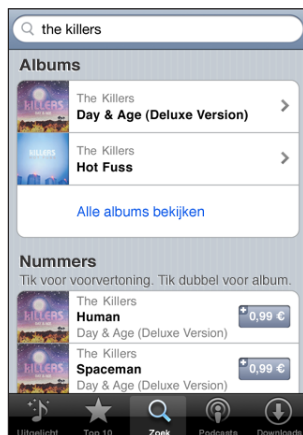 the killers
Albums
The Killers
Day & Age (Deluxe Version)
The Killers
Hot Fuss
Alle albums bekijken
Nummers
Tik voor voorvertoning. Tik dubbel voor album.
The Killers
Human
0,99 €
Day & Age (Deluxe Version)
The Killers
Spaceman
0,99 €
Day & Age (Deluxe Version)
Uitgelicht Top 10 Zoek Podcasts Downloads